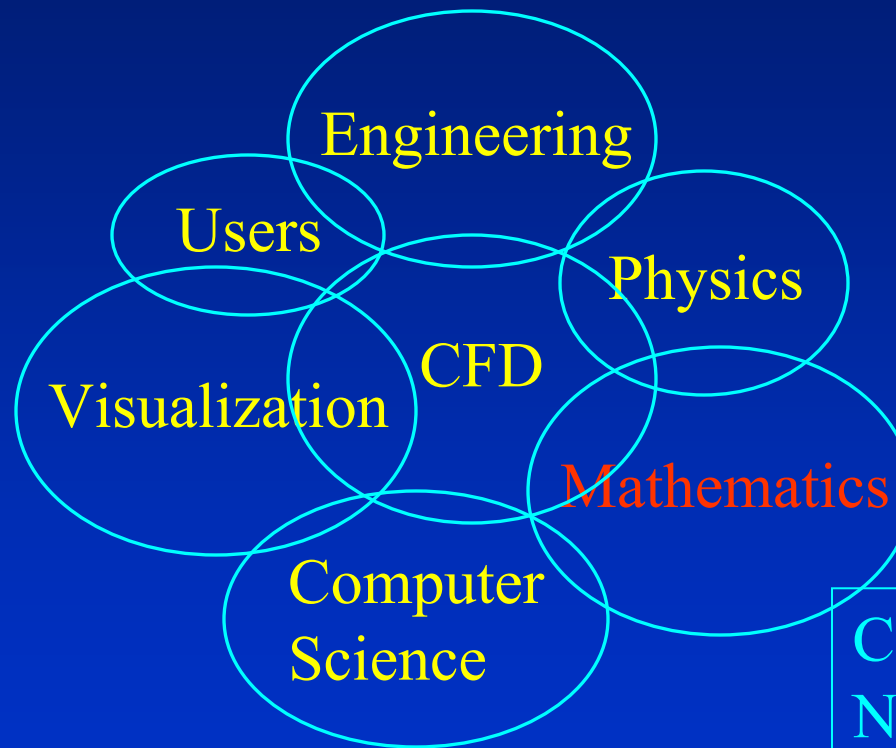 Engineering
Users
Physics
CFD
Visualization
Mathematics
Computer
Science
C
N